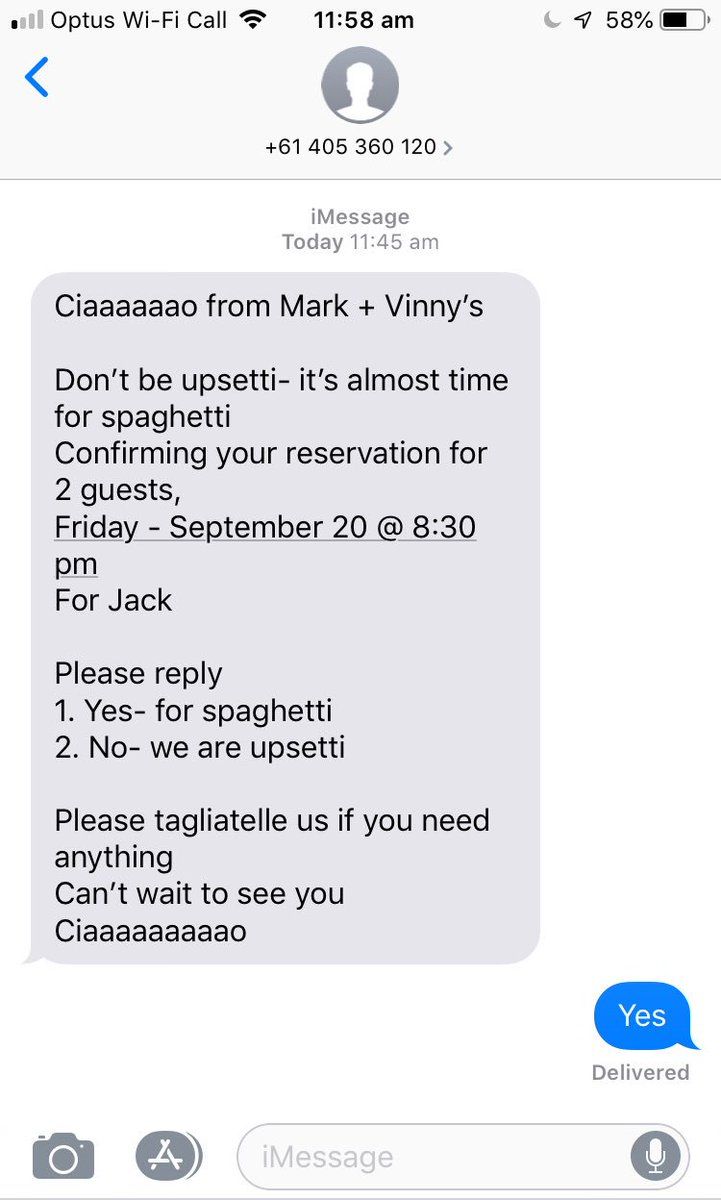 Optus Wi-Fi Call 11:58 am 58%
+61 405 360 120
iMessage
Today 11:45 am
Ciaaaaaao from Mark + Vinny’s
Don’t be upsetti- it’s almost time
for spaghetti
Confirming your reservation for
2 guests,
Friday - September 20 @ 8:30
pm
For Jack
Please reply
1. Yes- for spaghetti
2. No- we are upsetti
Please tagliatelle us if you need
anything
Can’t wait to see you
Ciaaaaaaaaao
Yes
Delivered
iMessage